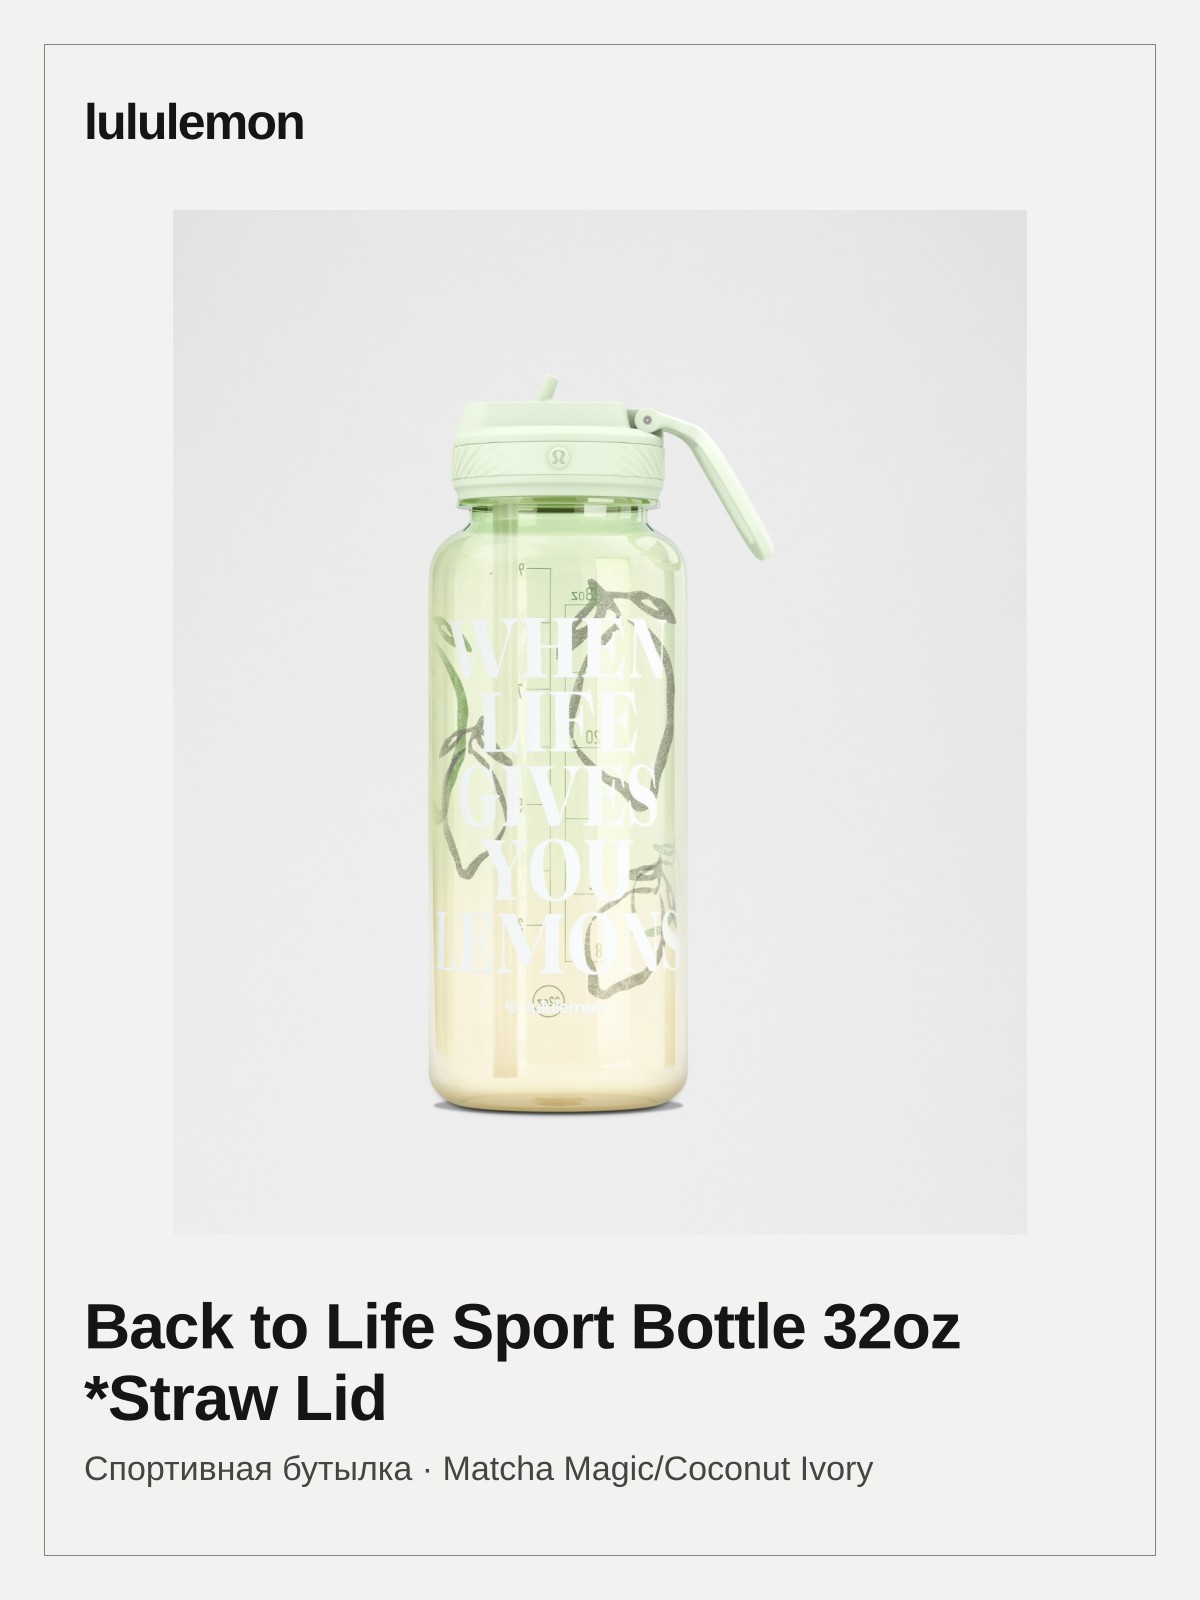 lululemon
WHEN
LIFE
GIVES
YOU
LEMONS
lululemon
Back to Life Sport Bottle 32oz
*Straw Lid
Спортивная бутылка · Matcha Magic/Coconut Ivory